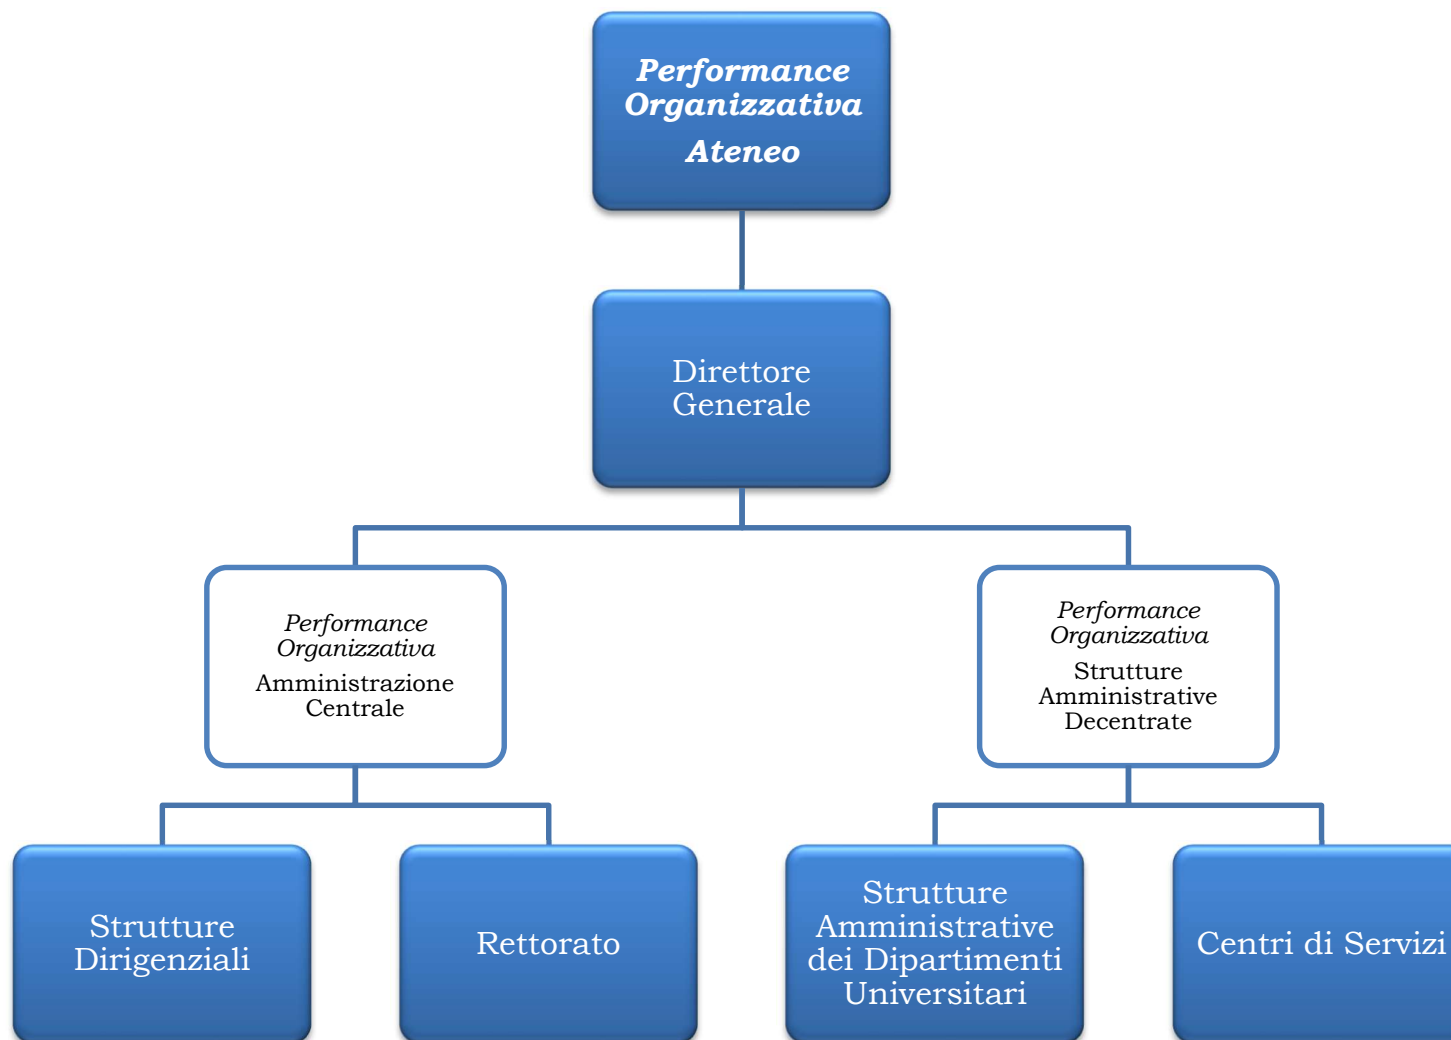 Performance
Organizzativa
Ateneo
Direttore
Generale
Performance
Organizzativa
Amministrazione
Centrale
Performance
Organizzativa
Strutture
Amministrative
Decentrate
Strutture
Dirigenziali
Rettorato
Strutture
Amministrative
dei Dipartimenti
Universitari
Centri di Servizi